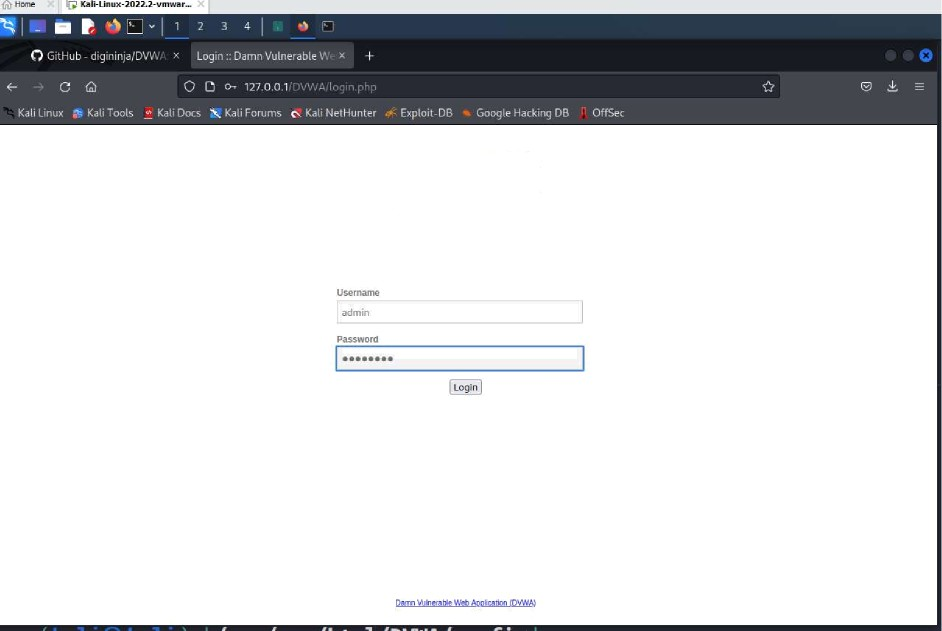 Home × Kali-Linux-2022.2-vmwar... ×
1 2 3 4
GitHub - digininja/DVWA × Login :: Damn Vulnerable We × +
127.0.0.1/DVWA/login.php
Kali Linux Kali Tools Kali Docs Kali Forums Kali NetHunter Exploit-DB Google Hacking DB OffSec
Username
admin
Password
••••••••
Login
Damn Vulnerable Web Application (DVWA)